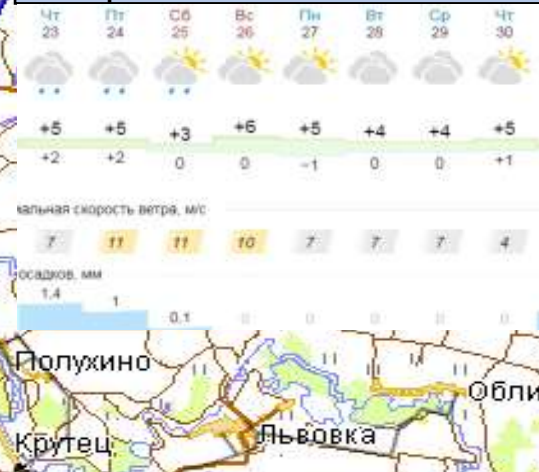 Чт Пт Сб Вс Пн Вт Ср Чт
23 24 25 26 27 28 29 30
+5 +5 +3 +6 +5 +4 +4 +5
+2 +2 0 0 -1 0 0 +1
мальная скорость ветра, м/с
7 11 11 10 7 7 7 4
осадков, мм
1,4 1 0,1 0 0 0 0 0
Полухино
Обли
Львовка
Крутец